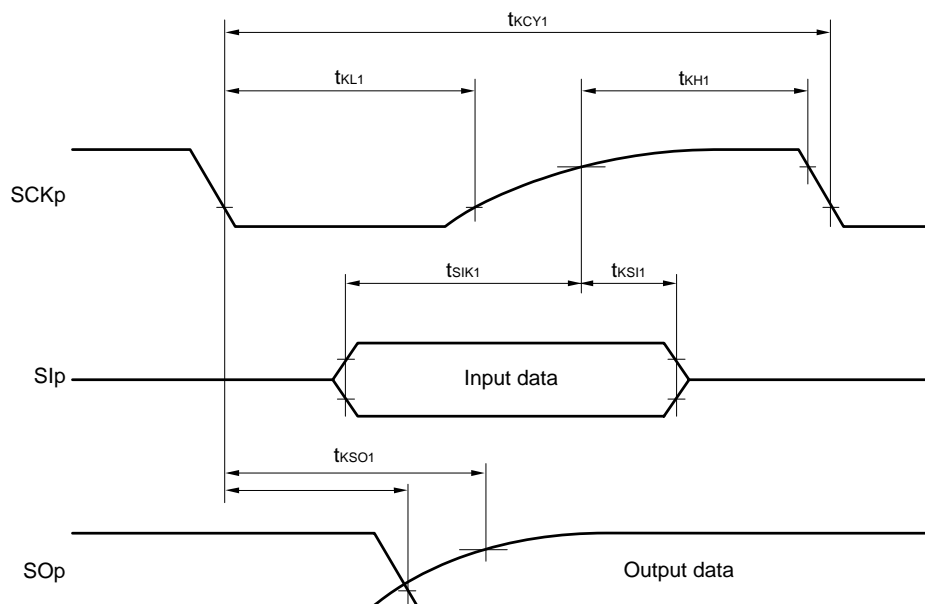 tKCY1
tKL1
tKH1
SCKp
tSIK1
tKSI1
SIp
Input data
tKSO1
SOp
Output data